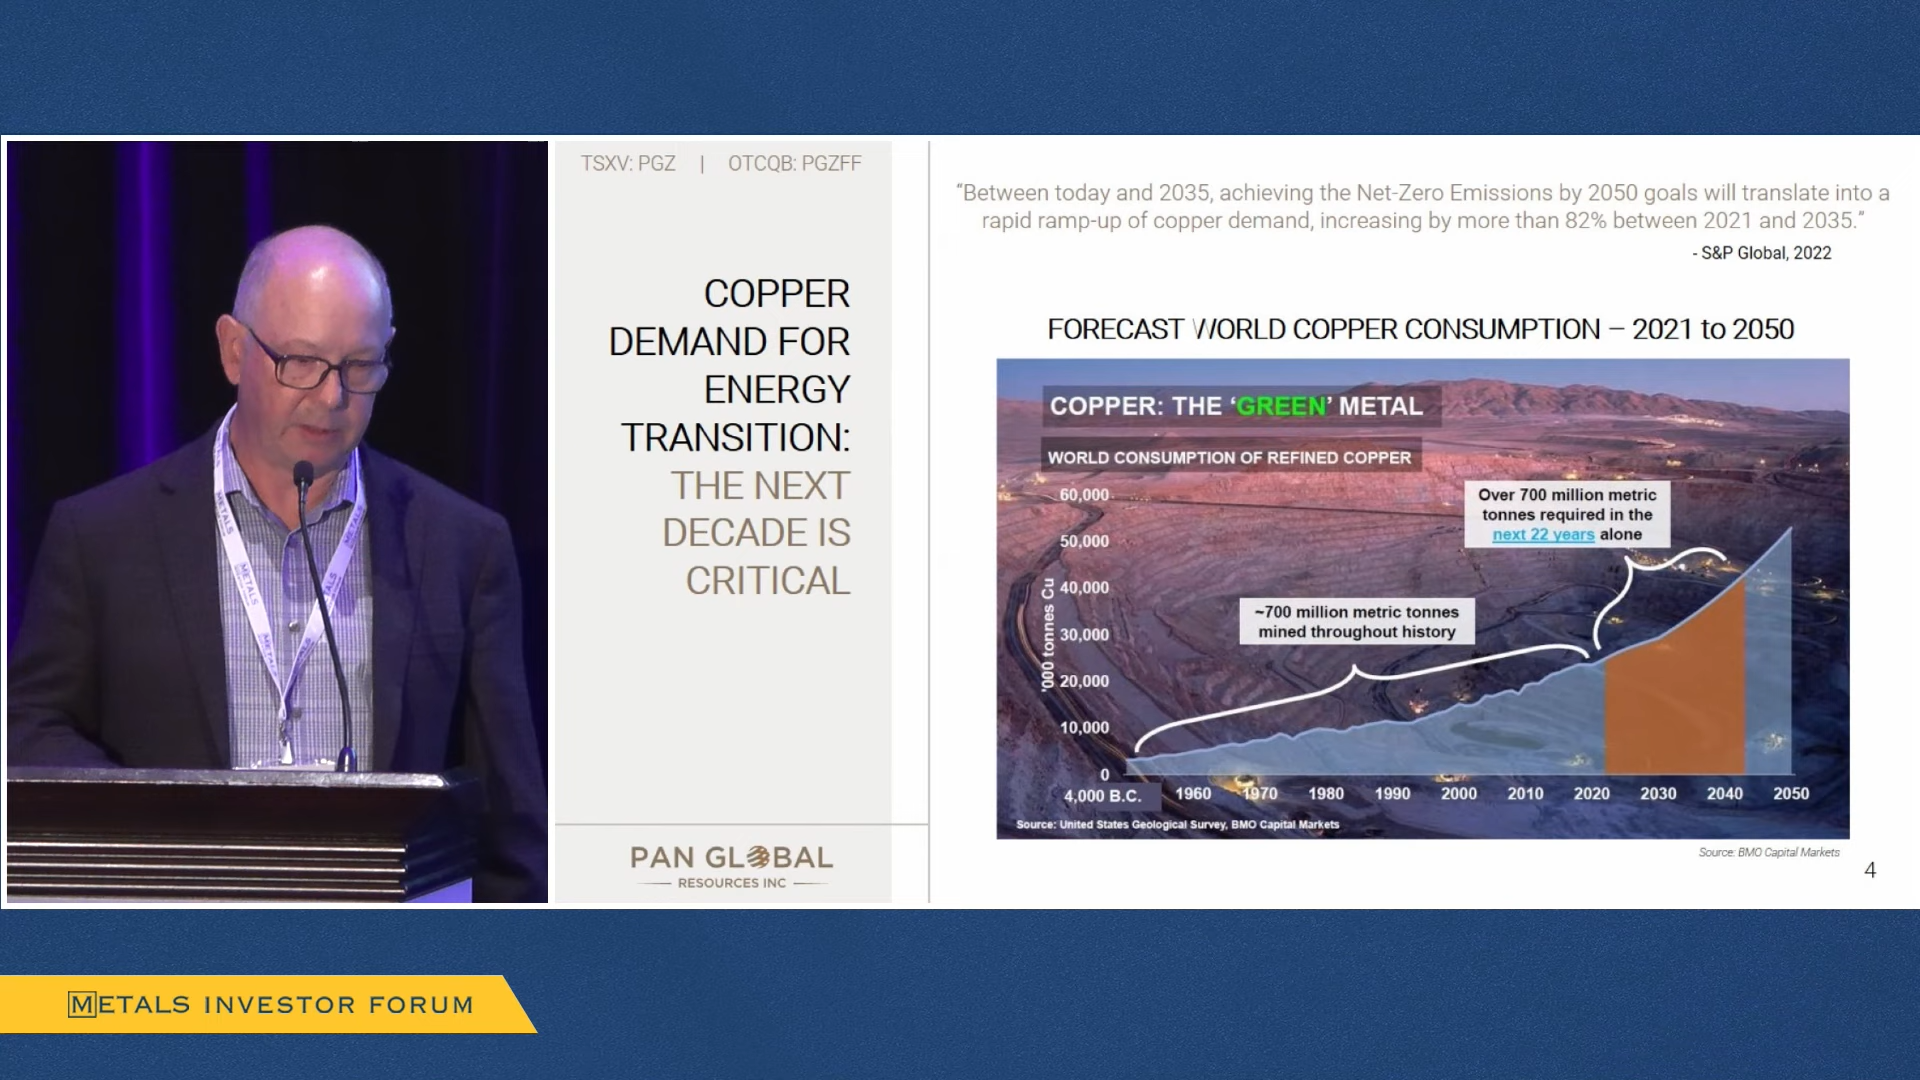 TSXV: PGZ | OTCQB: PGZFF
COPPER
DEMAND FOR
ENERGY
TRANSITION:
THE NEXT
DECADE IS
CRITICAL
PAN GLOBAL
RESOURCES INC
“Between today and 2035, achieving the Net-Zero Emissions by 2050 goals will translate into a
rapid ramp-up of copper demand, increasing by more than 82% between 2021 and 2035.”
- S&P Global, 2022
FORECAST WORLD COPPER CONSUMPTION – 2021 to 2050
COPPER: THE ‘GREEN’ METAL
WORLD CONSUMPTION OF REFINED COPPER
'000 tonnes Cu
60,000
50,000
40,000
30,000
20,000
10,000
0
Over 700 million metric
tonnes required in the
next 22 years alone
~700 million metric tonnes
mined throughout history
4,000 B.C. 1960 1970 1980 1990 2000 2010 2020 2030 2040 2050
Source: United States Geological Survey, BMO Capital Markets
Source: BMO Capital Markets
4
METALS
METALS
METALS
METALS
METALS INVESTOR FORUM